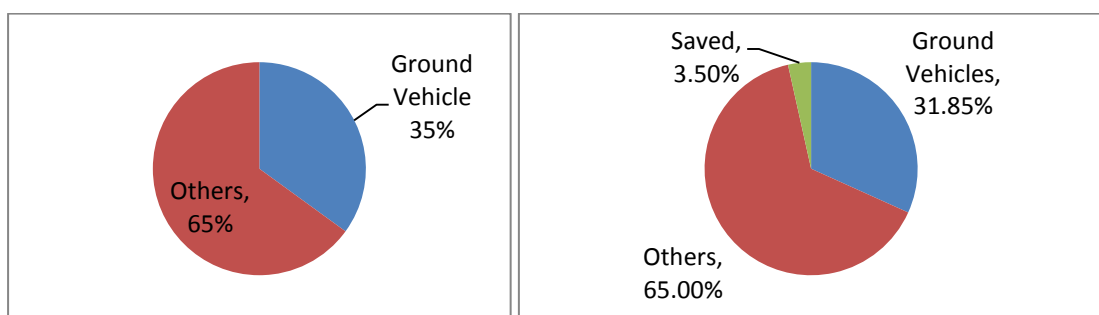 Ground
Vehicle
35%
Others,
65%
Saved,
3.50%
Ground
Vehicles,
31.85%
Others,
65.00%